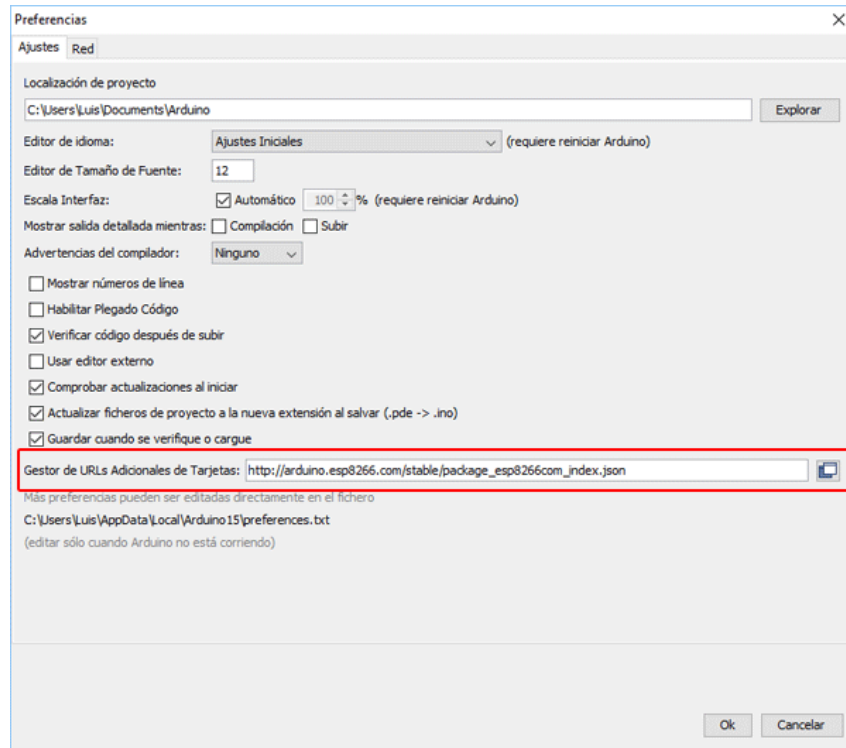 Preferencias
Ajustes Red
Localización de proyecto
C:\Users\Luis\Documents\Arduino Explorar
Editor de idioma: Ajustes Iniciales (requiere reiniciar Arduino)
Editor de Tamaño de Fuente: 12
Escala Interfaz: Automático 100 % (requiere reiniciar Arduino)
Mostrar salida detallada mientras: Compilación Subir
Advertencias del compilador: Ninguno
Mostrar números de línea
Habilitar Plegado Código
Verificar código después de subir
Usar editor externo
Comprobar actualizaciones al iniciar
Actualizar ficheros de proyecto a la nueva extensión al salvar (.pde -> .ino)
Guardar cuando se verifique o cargue
Gestor de URLs Adicionales de Tarjetas: http://arduino.esp8266.com/stable/package_esp8266com_index.json
Más preferencias pueden ser editadas directamente en el fichero
C:\Users\Luis\AppData\Local\Arduino15\preferences.txt
(editar sólo cuando Arduino no está corriendo)
Ok Cancelar